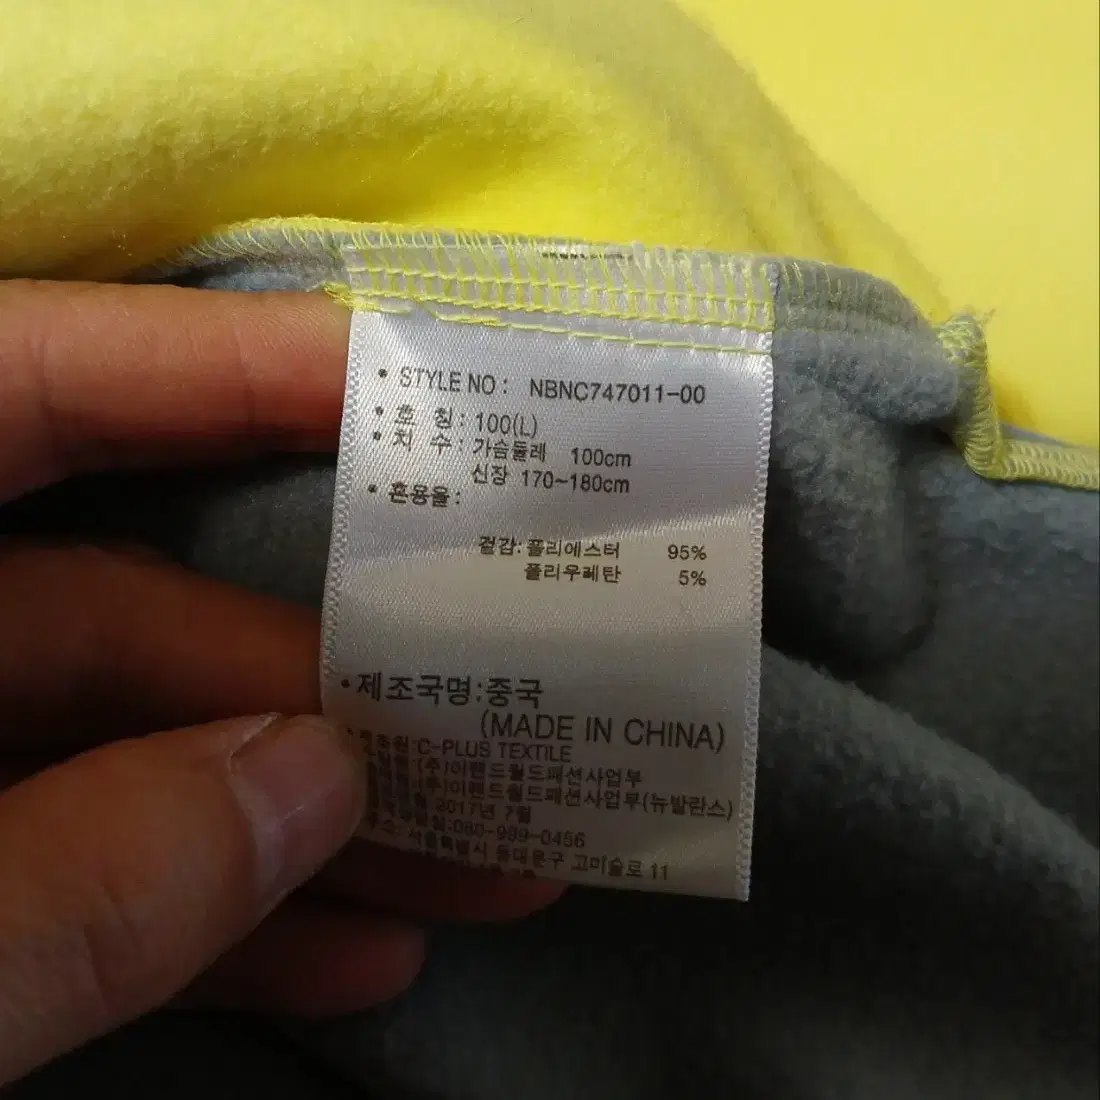 • STYLE NO : NBNC747011-00
• 호 칭 : 100(L)
• 치 수 : 가슴둘레 100cm
신장 170~180cm
• 혼용율 :
겉감: 폴리에스터 95%
폴리우레탄 5%
• 제조국명:중국
(MADE IN CHINA)
:C-PLUS TEXTILE
:(주)이랜드월드패션사업부
:(주)이랜드월드패션사업부(뉴발란스)
2017년 7월
:080-999-0456
서울특별시 동대문구 고미술로 11